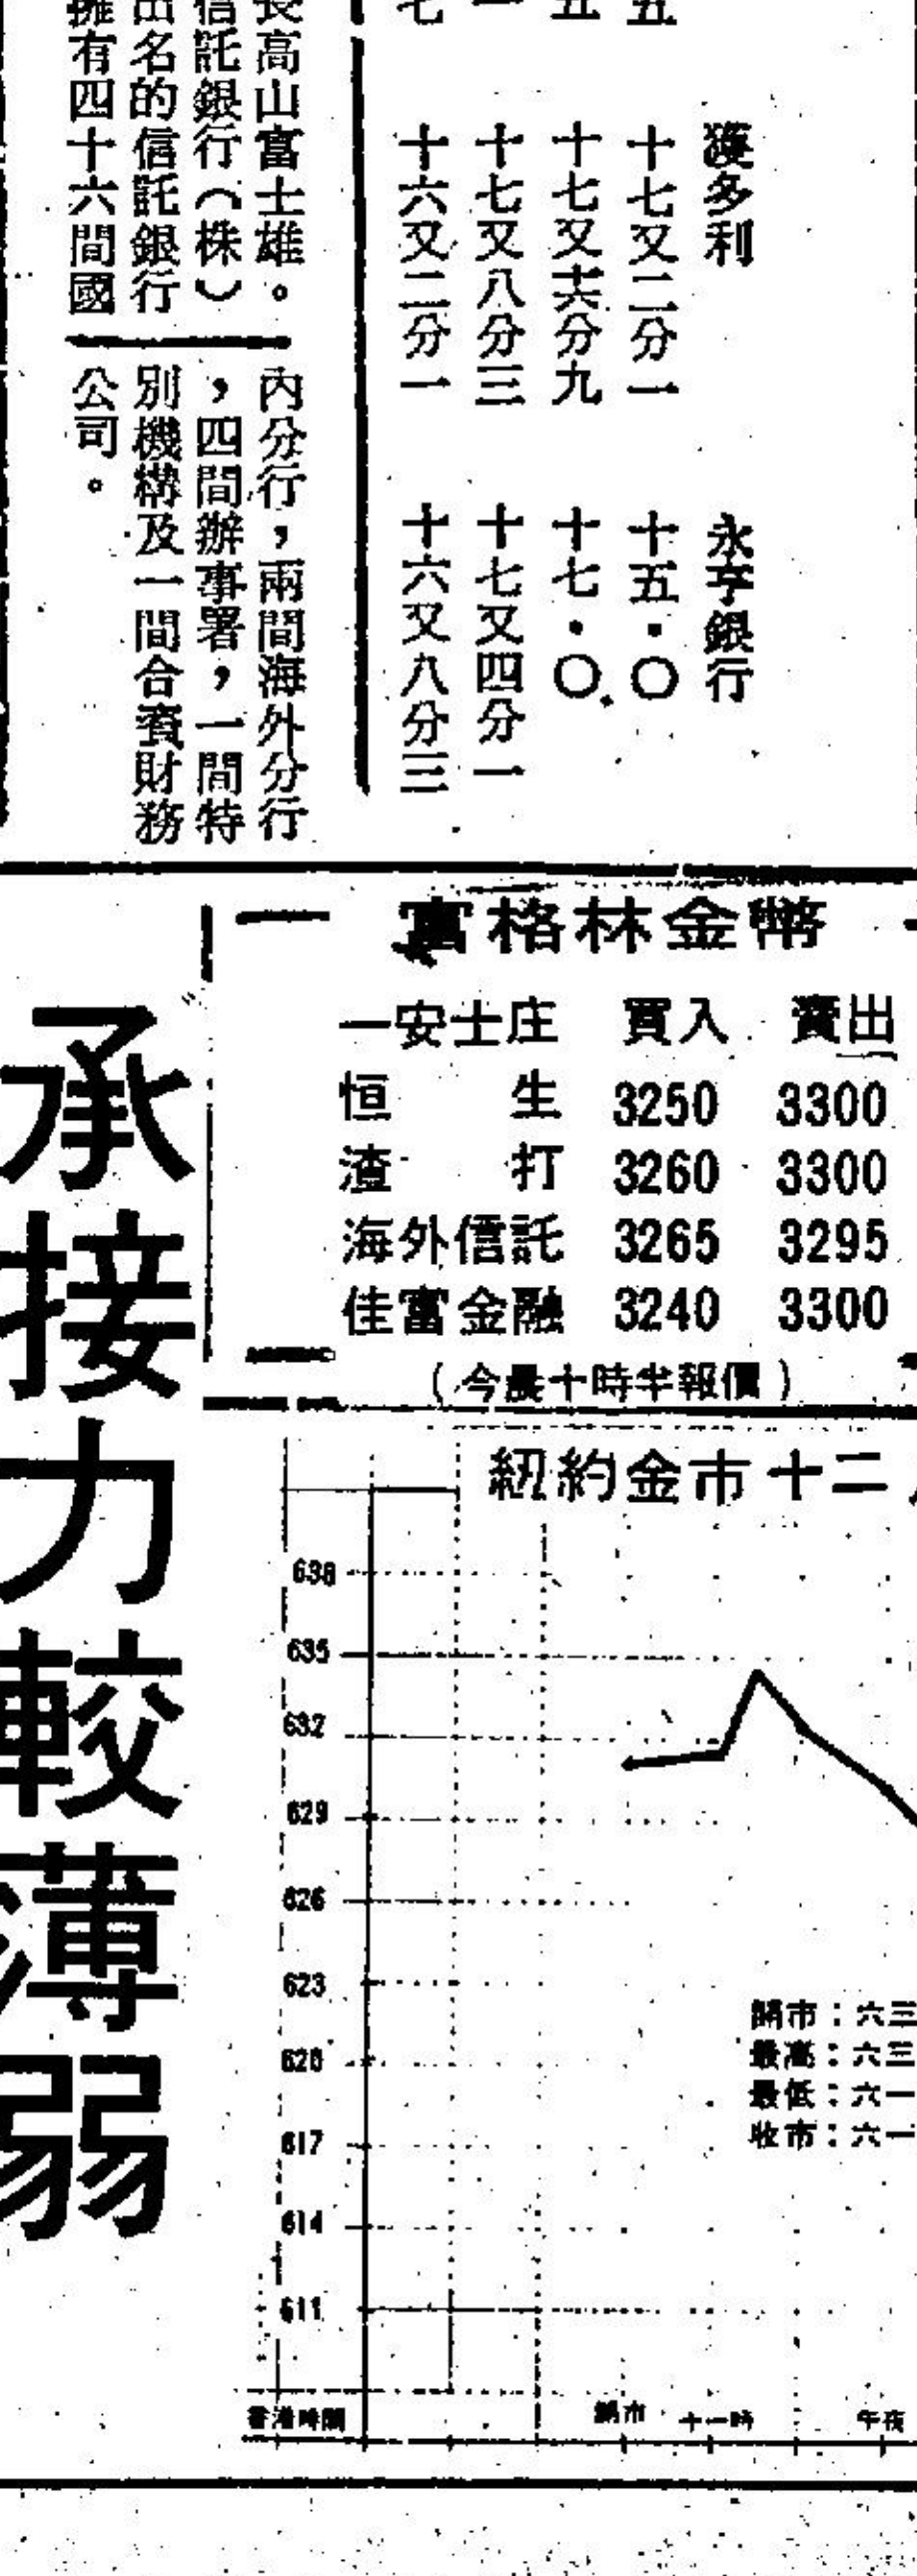 獲多利
十七又二分一
十七又十六分九
十七又八分三
十六又二分一
永亨銀行
十五・〇
十七・〇
十七又四分一
十六又八分三
長高山富士雄。
信託銀行(株)
出名的信託銀行
擁有四十六間國
內分行,兩間海外分行
,四間辦事署,一間特
別機構及一間合資財務
公司。
富格林金幣
一安士庄 買入 賣出
恒生 3250 3300
渣打 3260 3300
海外信託 3265 3295
佳富金融 3240 3300
(今晨十時半報價)
承接力較薄弱
紐約金市十二
638
635
632
629
626
623
620
617
614
611
開市:六三
最高:六三
最低:六一
收市:六一
香港時間 開市 十一時 午夜